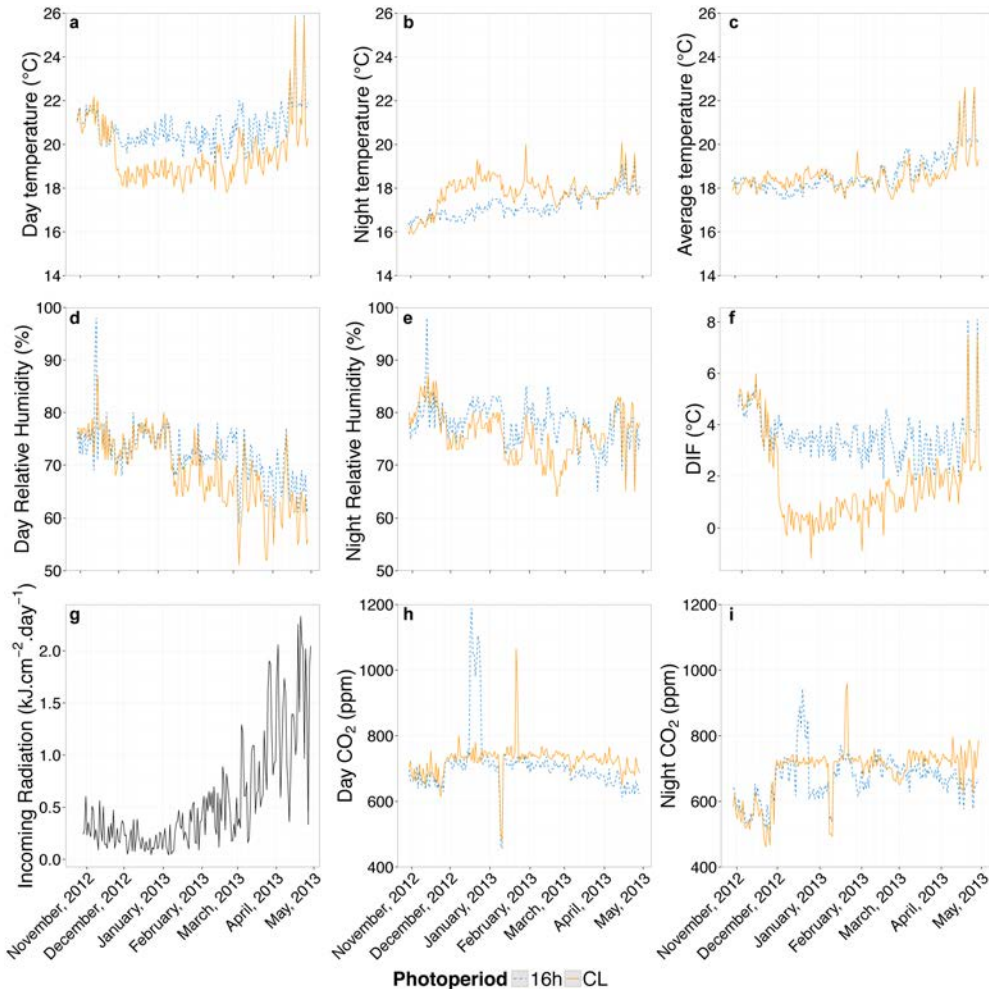 a
Day temperature (°C)
26
24
22
20
18
16
14
b
Night temperature (°C)
26
24
22
20
18
16
14
c
Average temperature (°C)
26
24
22
20
18
16
14
d
Day Relative Humidity (%)
100
90
80
70
60
50
e
Night Relative Humidity (%)
100
90
80
70
60
50
f
DIF (°C)
8
6
4
2
0
g
Incoming Radiation (kJ.cm⁻².day⁻¹)
2.0
1.5
1.0
0.5
0.0
November, 2012
December, 2012
January, 2013
February, 2013
March, 2013
April, 2013
May, 2013
h
Day CO₂ (ppm)
1200
1000
800
600
400
November, 2012
December, 2012
January, 2013
February, 2013
March, 2013
April, 2013
May, 2013
i
Night CO₂ (ppm)
1200
1000
800
600
400
November, 2012
December, 2012
January, 2013
February, 2013
March, 2013
April, 2013
May, 2013
Photoperiod 16h CL